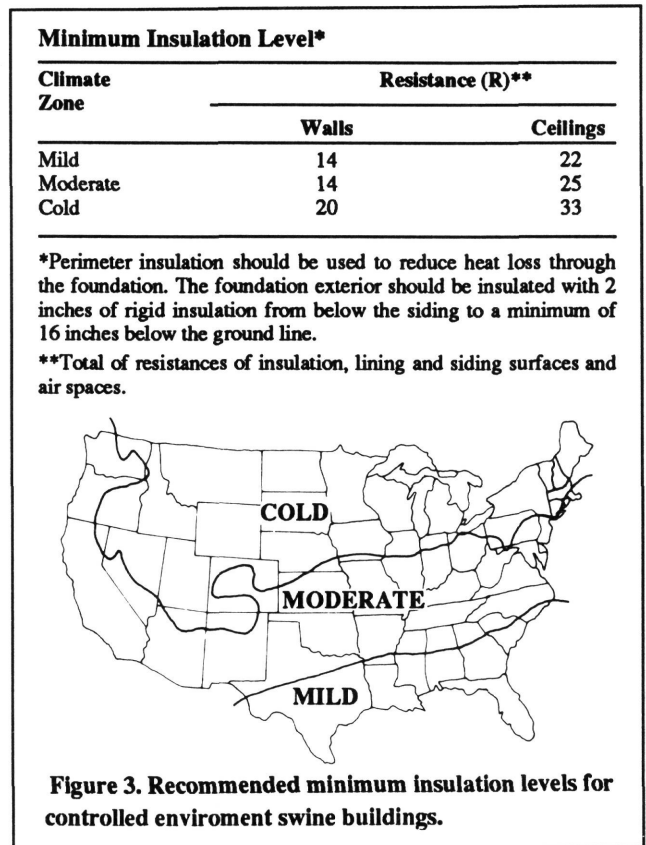 Minimum Insulation Level*
Climate Zone Resistance (R)**
Walls Ceilings
Mild 14 22
Moderate 14 25
Cold 20 33
*Perimeter insulation should be used to reduce heat loss through
the foundation. The foundation exterior should be insulated with 2
inches of rigid insulation from below the siding to a minimum of
16 inches below the ground line.
**Total of resistances of insulation, lining and siding surfaces and
air spaces.
COLD
MODERATE
MILD
Figure 3. Recommended minimum insulation levels for
controlled enviroment swine buildings.